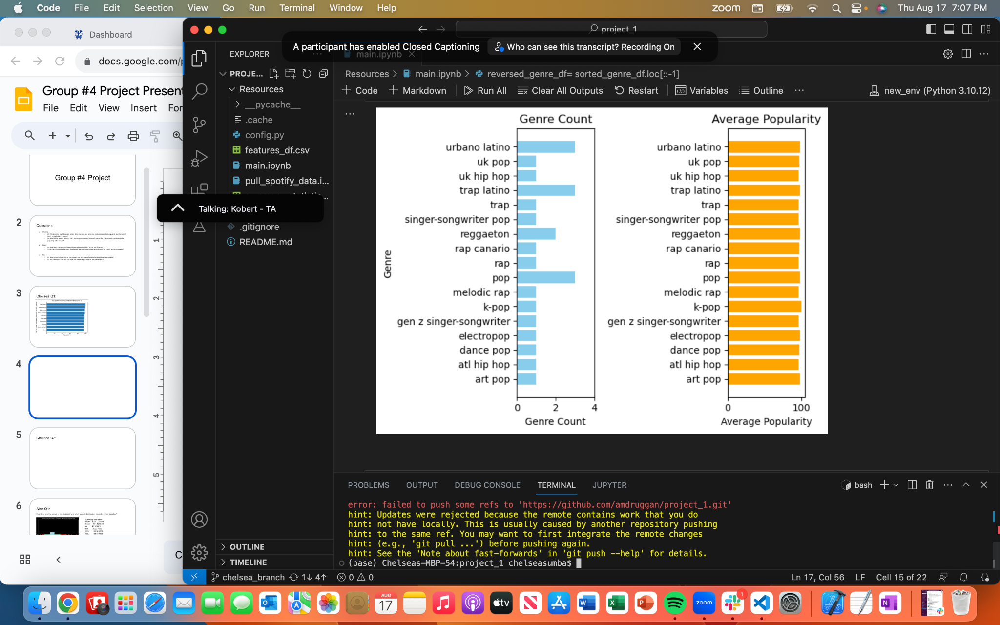 Code File Edit Selection View Go Run Terminal Window Help
zoom
Thu Aug 17 7:07 PM
Dashboard
docs.google.com/
Group #4 Project Present
File Edit View Insert For
Group #4 Project
2
Questions:
3
Chelsea Q1:
4
5
Chelsea Q2:
6
Alec Q1:
Summary Statistics
1
2
3
4
5
C
project_1
A participant has enabled Closed Captioning
Who can see this transcript? Recording On
EXPLORER
main.ipynb
PROJE...
Resources
__pycache__
.cache
config.py
features_df.csv
main.ipynb
pull_spotify_data.i...
Talking: Kobert - TA
.gitignore
README.md
OUTLINE
TIMELINE
Resources > main.ipynb > reversed_genre_df= sorted_genre_df.loc[::-1]
Code Markdown Run All Clear All Outputs Restart Variables Outline ...
new_env (Python 3.10.12)
Genre Count
urbano latino
uk pop
uk hip hop
trap latino
trap
singer-songwriter pop
reggaeton
rap canario
rap
pop
melodic rap
k-pop
gen z singer-songwriter
electropop
dance pop
atl hip hop
art pop
Genre
0 2 4
Genre Count
Average Popularity
urbano latino
uk pop
uk hip hop
trap latino
trap
singer-songwriter pop
reggaeton
rap canario
rap
pop
melodic rap
k-pop
gen z singer-songwriter
electropop
dance pop
atl hip hop
art pop
0 100
Average Popularity
PROBLEMS OUTPUT DEBUG CONSOLE TERMINAL JUPYTER
bash
error: failed to push some refs to 'https://github.com/amdruggan/project_1.git'
hint: Updates were rejected because the remote contains work that you do
hint: not have locally. This is usually caused by another repository pushing
hint: to the same ref. You may want to first integrate the remote changes
hint: (e.g., 'git pull ...') before pushing again.
hint: See the 'Note about fast-forwards' in 'git push --help' for details.
(base) Chelseas-MBP-54:project_1 chelseasumba$
chelsea_branch 1↓ 4↑ 0 0
Ln 17, Col 56 LF Cell 15 of 22
AUG
17
tv
zoom
1